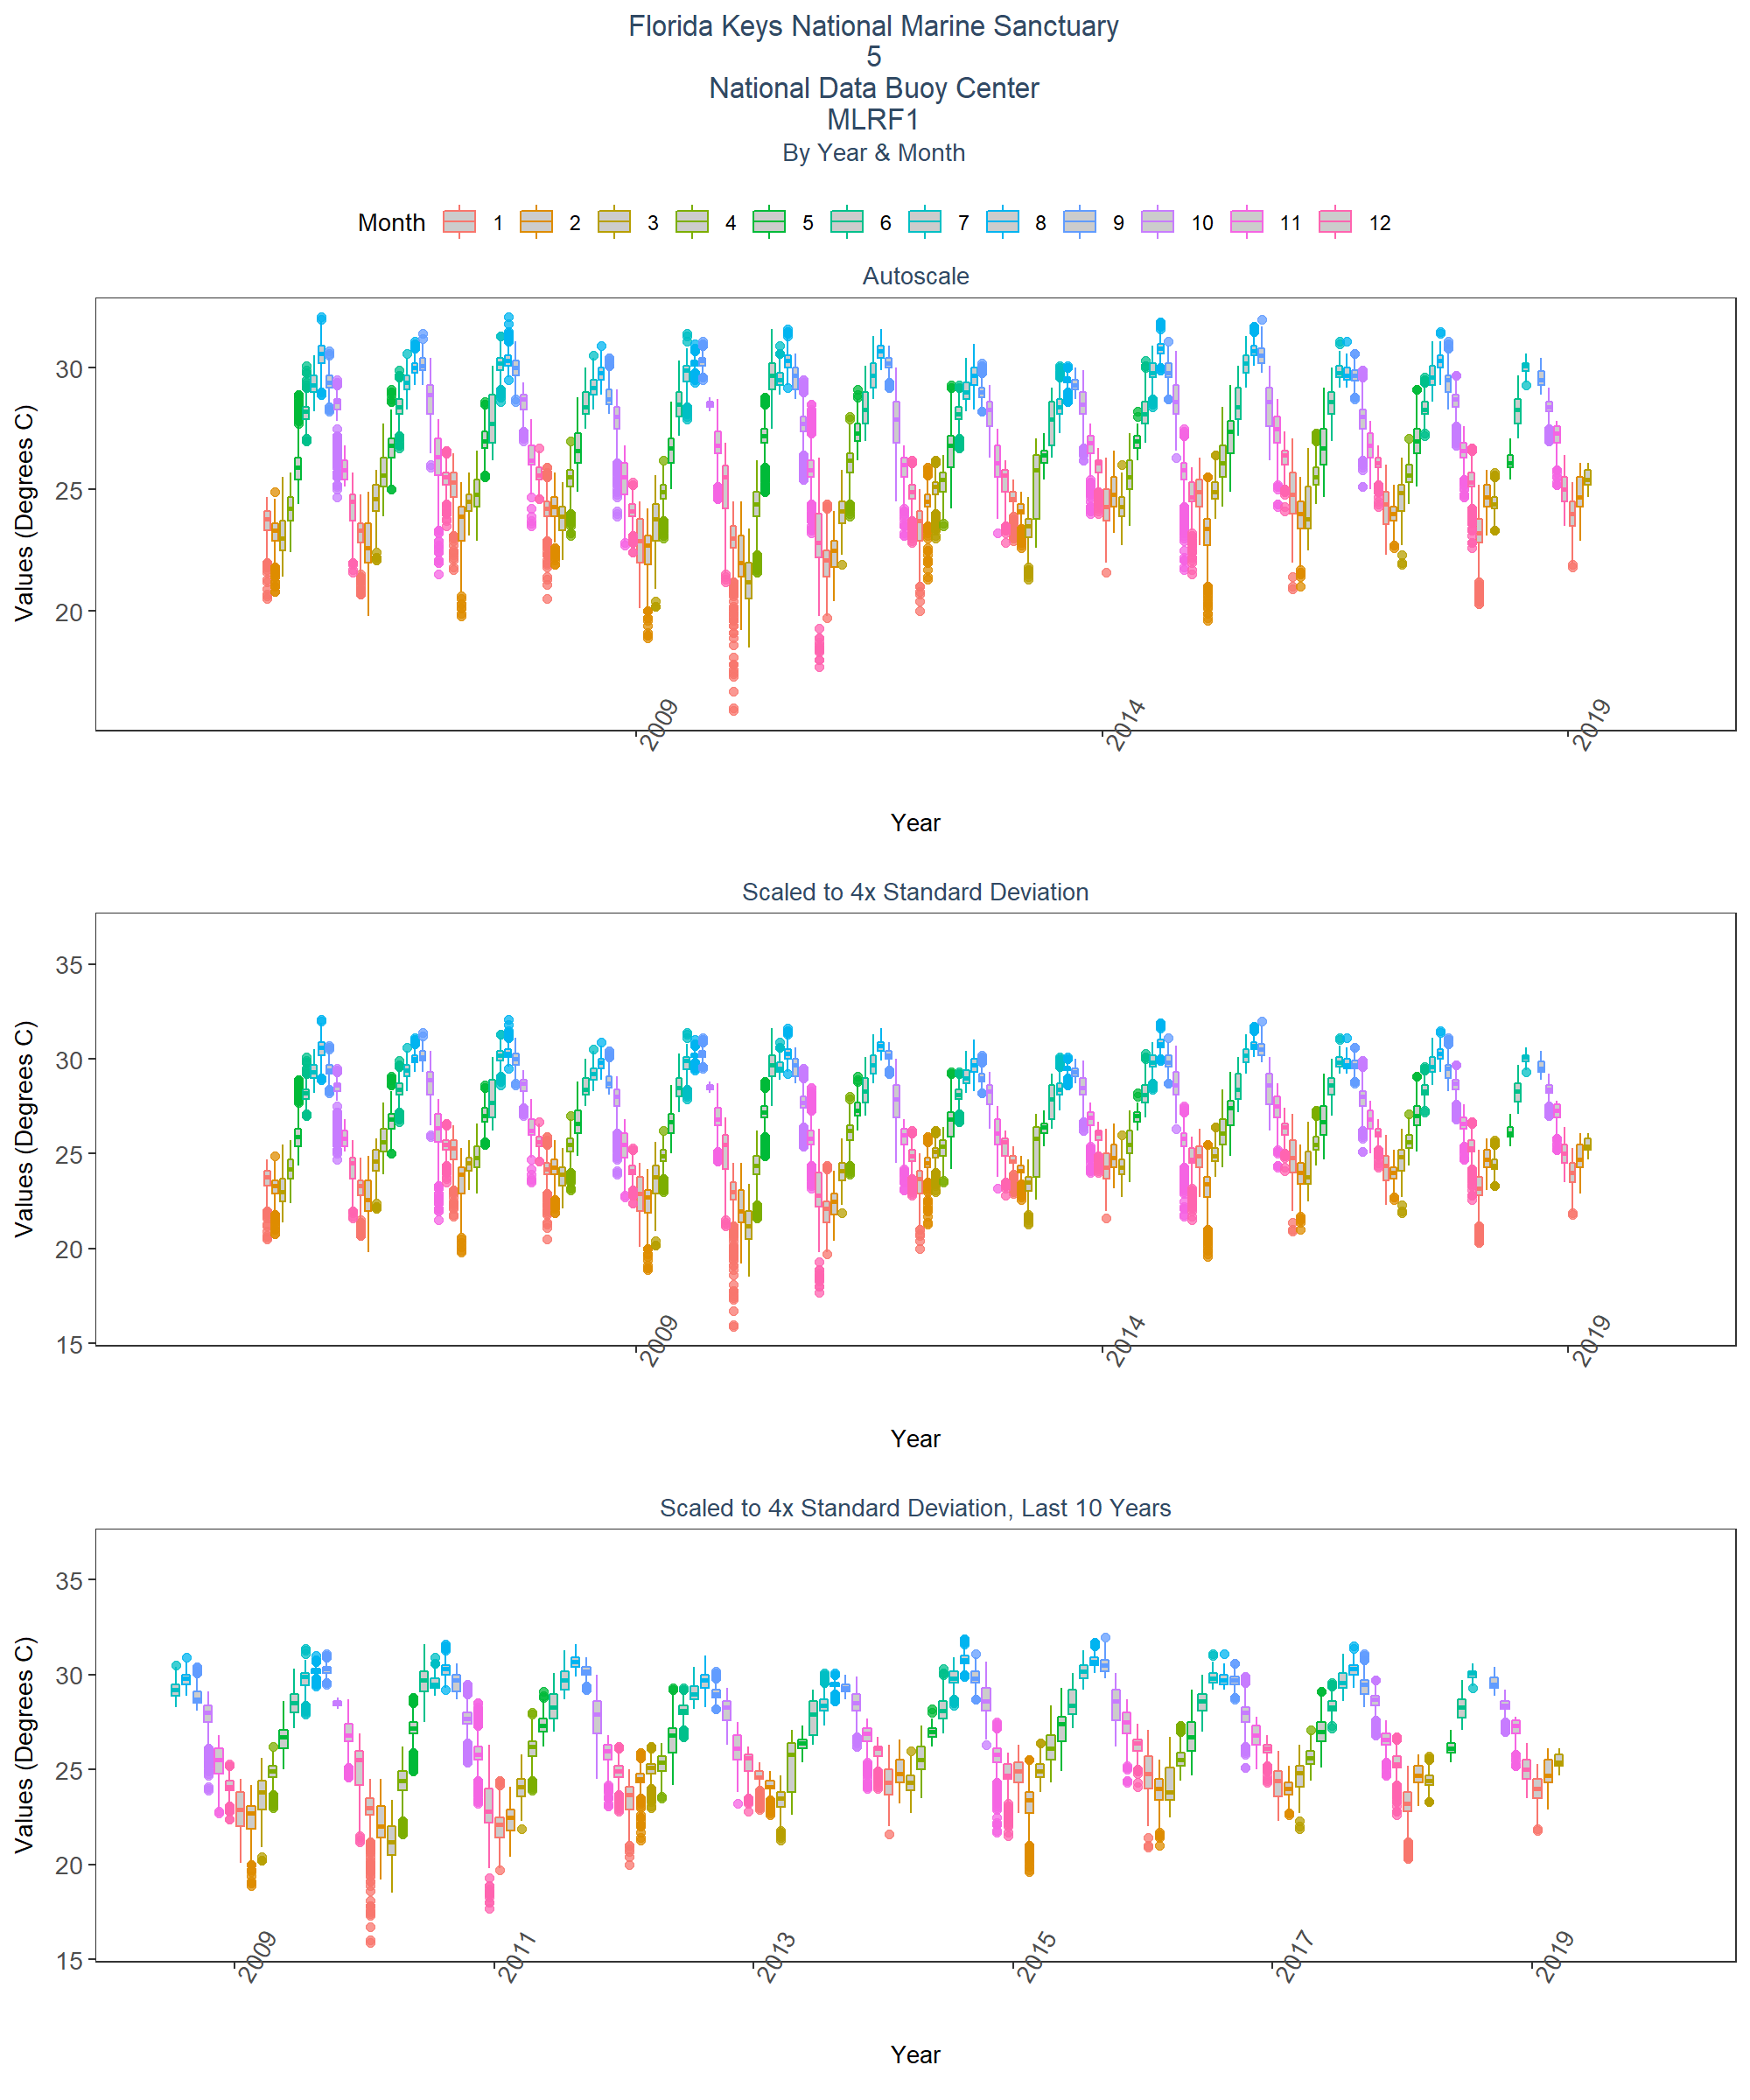 Florida Keys National Marine Sanctuary
5
National Data Buoy Center
MLRF1
By Year & Month
Month 1 2 3 4 5 6 7 8 9 10 11 12
Autoscale
Values (Degrees C)
30
25
20
2009 2014 2019
Year
Scaled to 4x Standard Deviation
Values (Degrees C)
35
30
25
20
15
2009 2014 2019
Year
Scaled to 4x Standard Deviation, Last 10 Years
Values (Degrees C)
35
30
25
20
15
2009 2011 2013 2015 2017 2019
Year